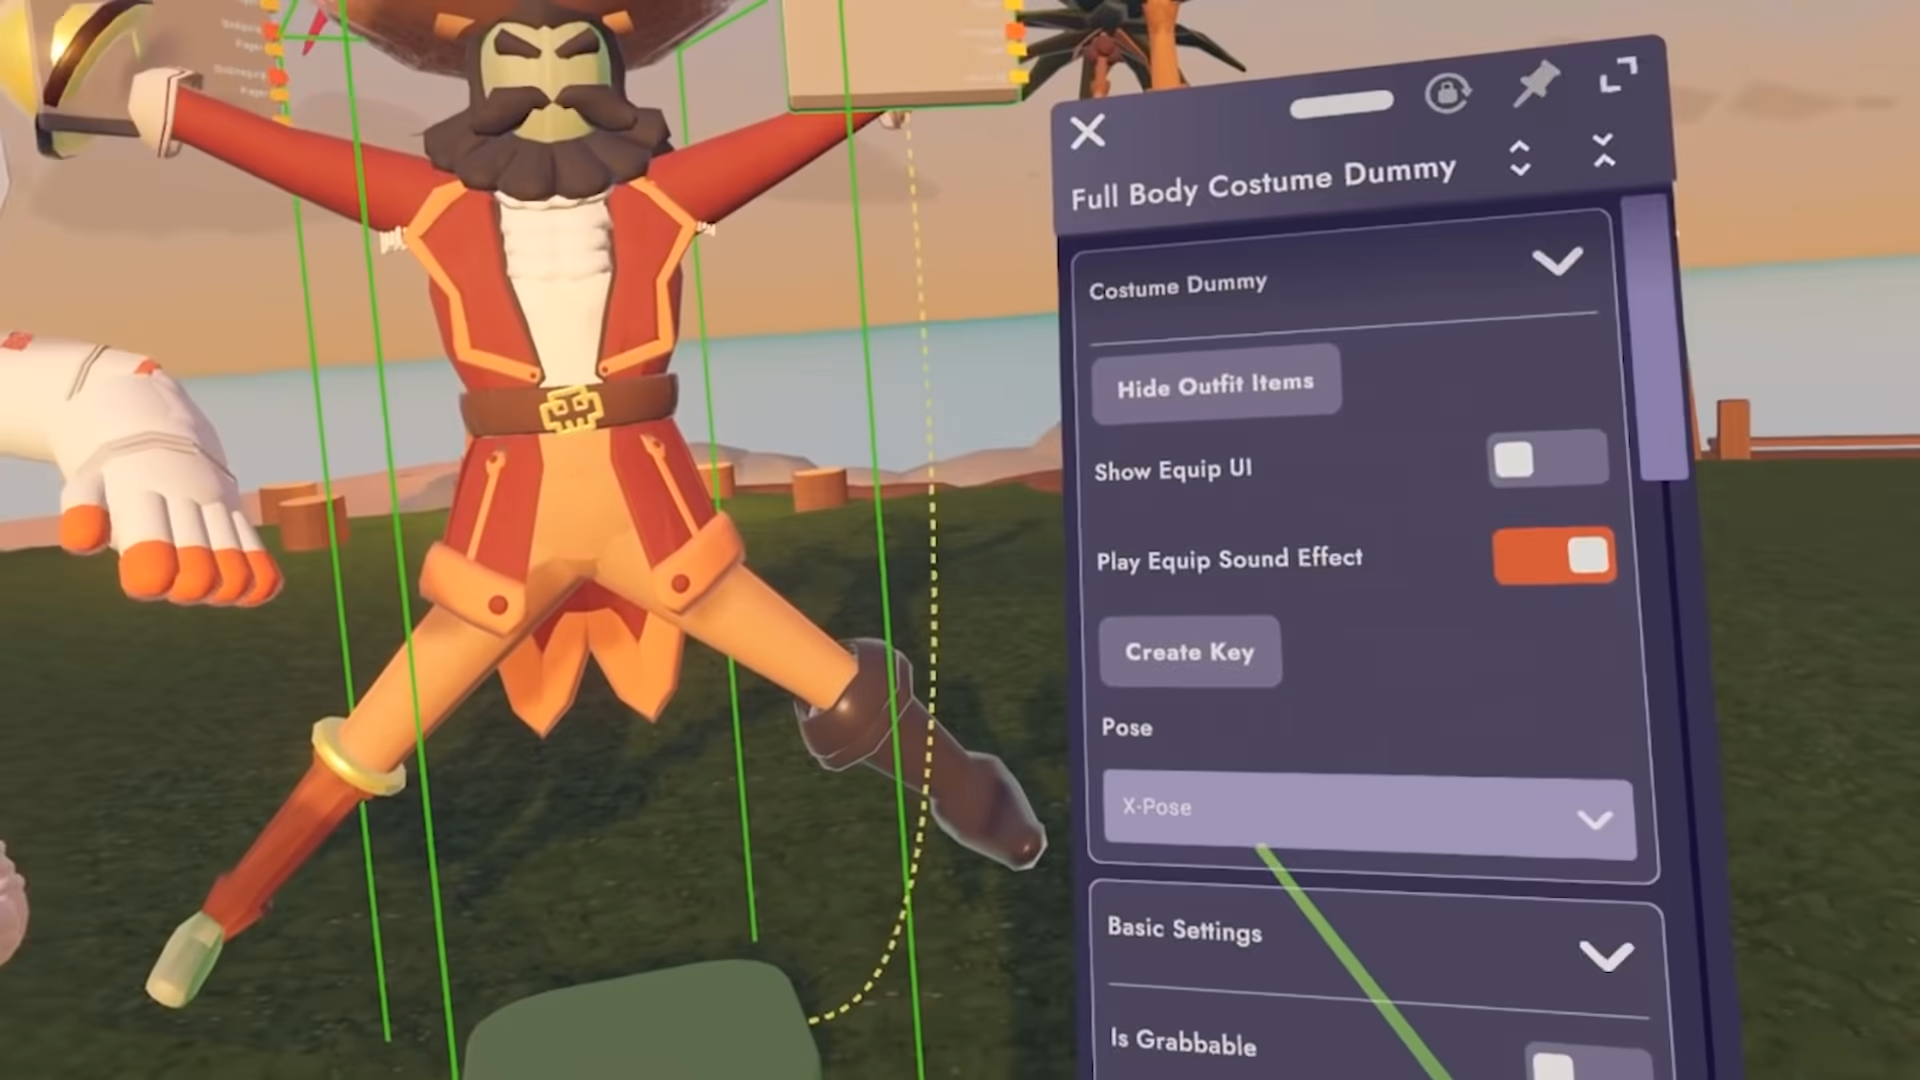 Full Body Costume Dummy
Costume Dummy
Hide Outfit Items
Show Equip UI
Play Equip Sound Effect
Create Key
Pose
X-Pose
Basic Settings
Is Grabbable